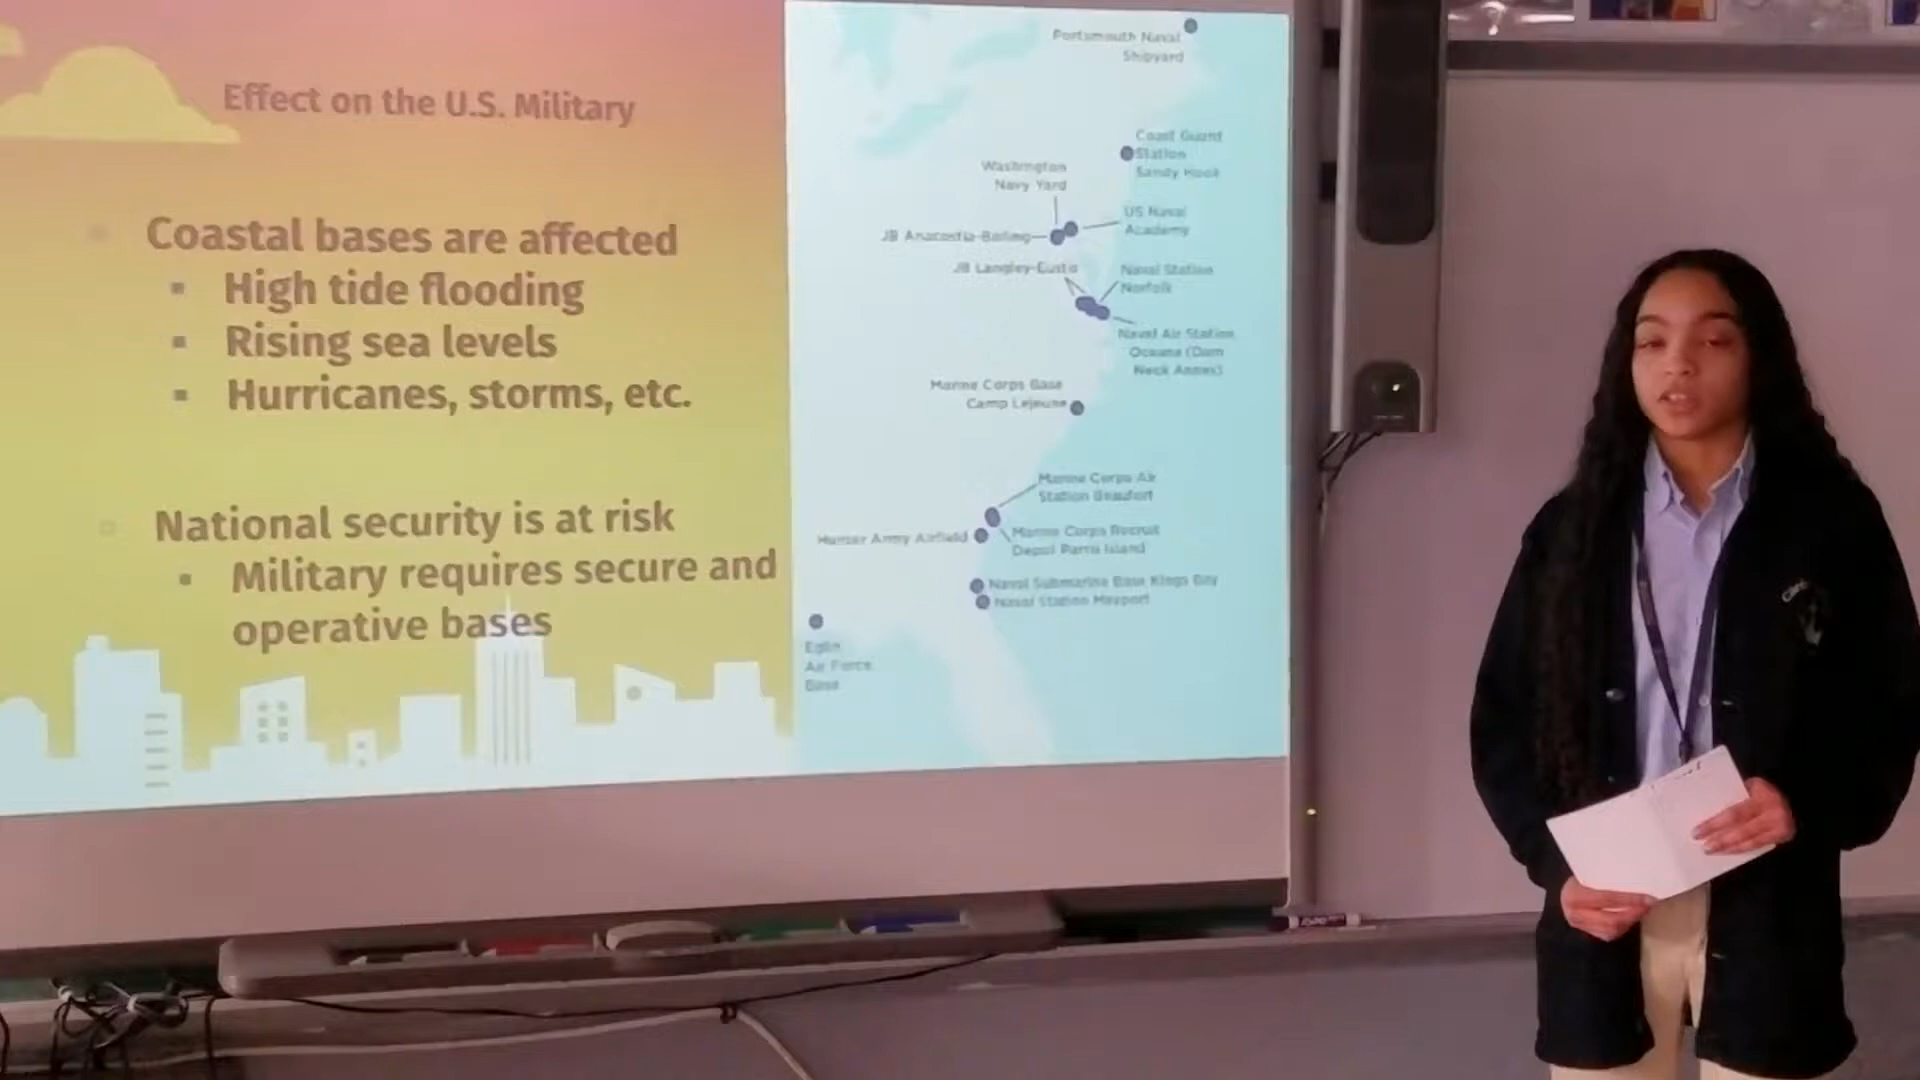 Effect on the U.S. Military
Coastal bases are affected
High tide flooding
Rising sea levels
Hurricanes, storms, etc.
National security is at risk
Military requires secure and
operative bases
Portsmouth Naval
Shipyard
Coast Guard
Station
Sandy Hook
Washington
Navy Yard
US Naval
Academy
JB Anacostia-Bolling
JB Langley-Eustis
Naval Station
Norfolk
Naval Air Station
Oceana (Dam
Neck Annex)
Marine Corps Base
Camp Lejeune
Marine Corps Air
Station Beaufort
Hunter Army Airfield
Marine Corps Recruit
Depot Parris Island
Naval Submarine Base Kings Bay
Naval Station Mayport
Eglin
Air Force
Base